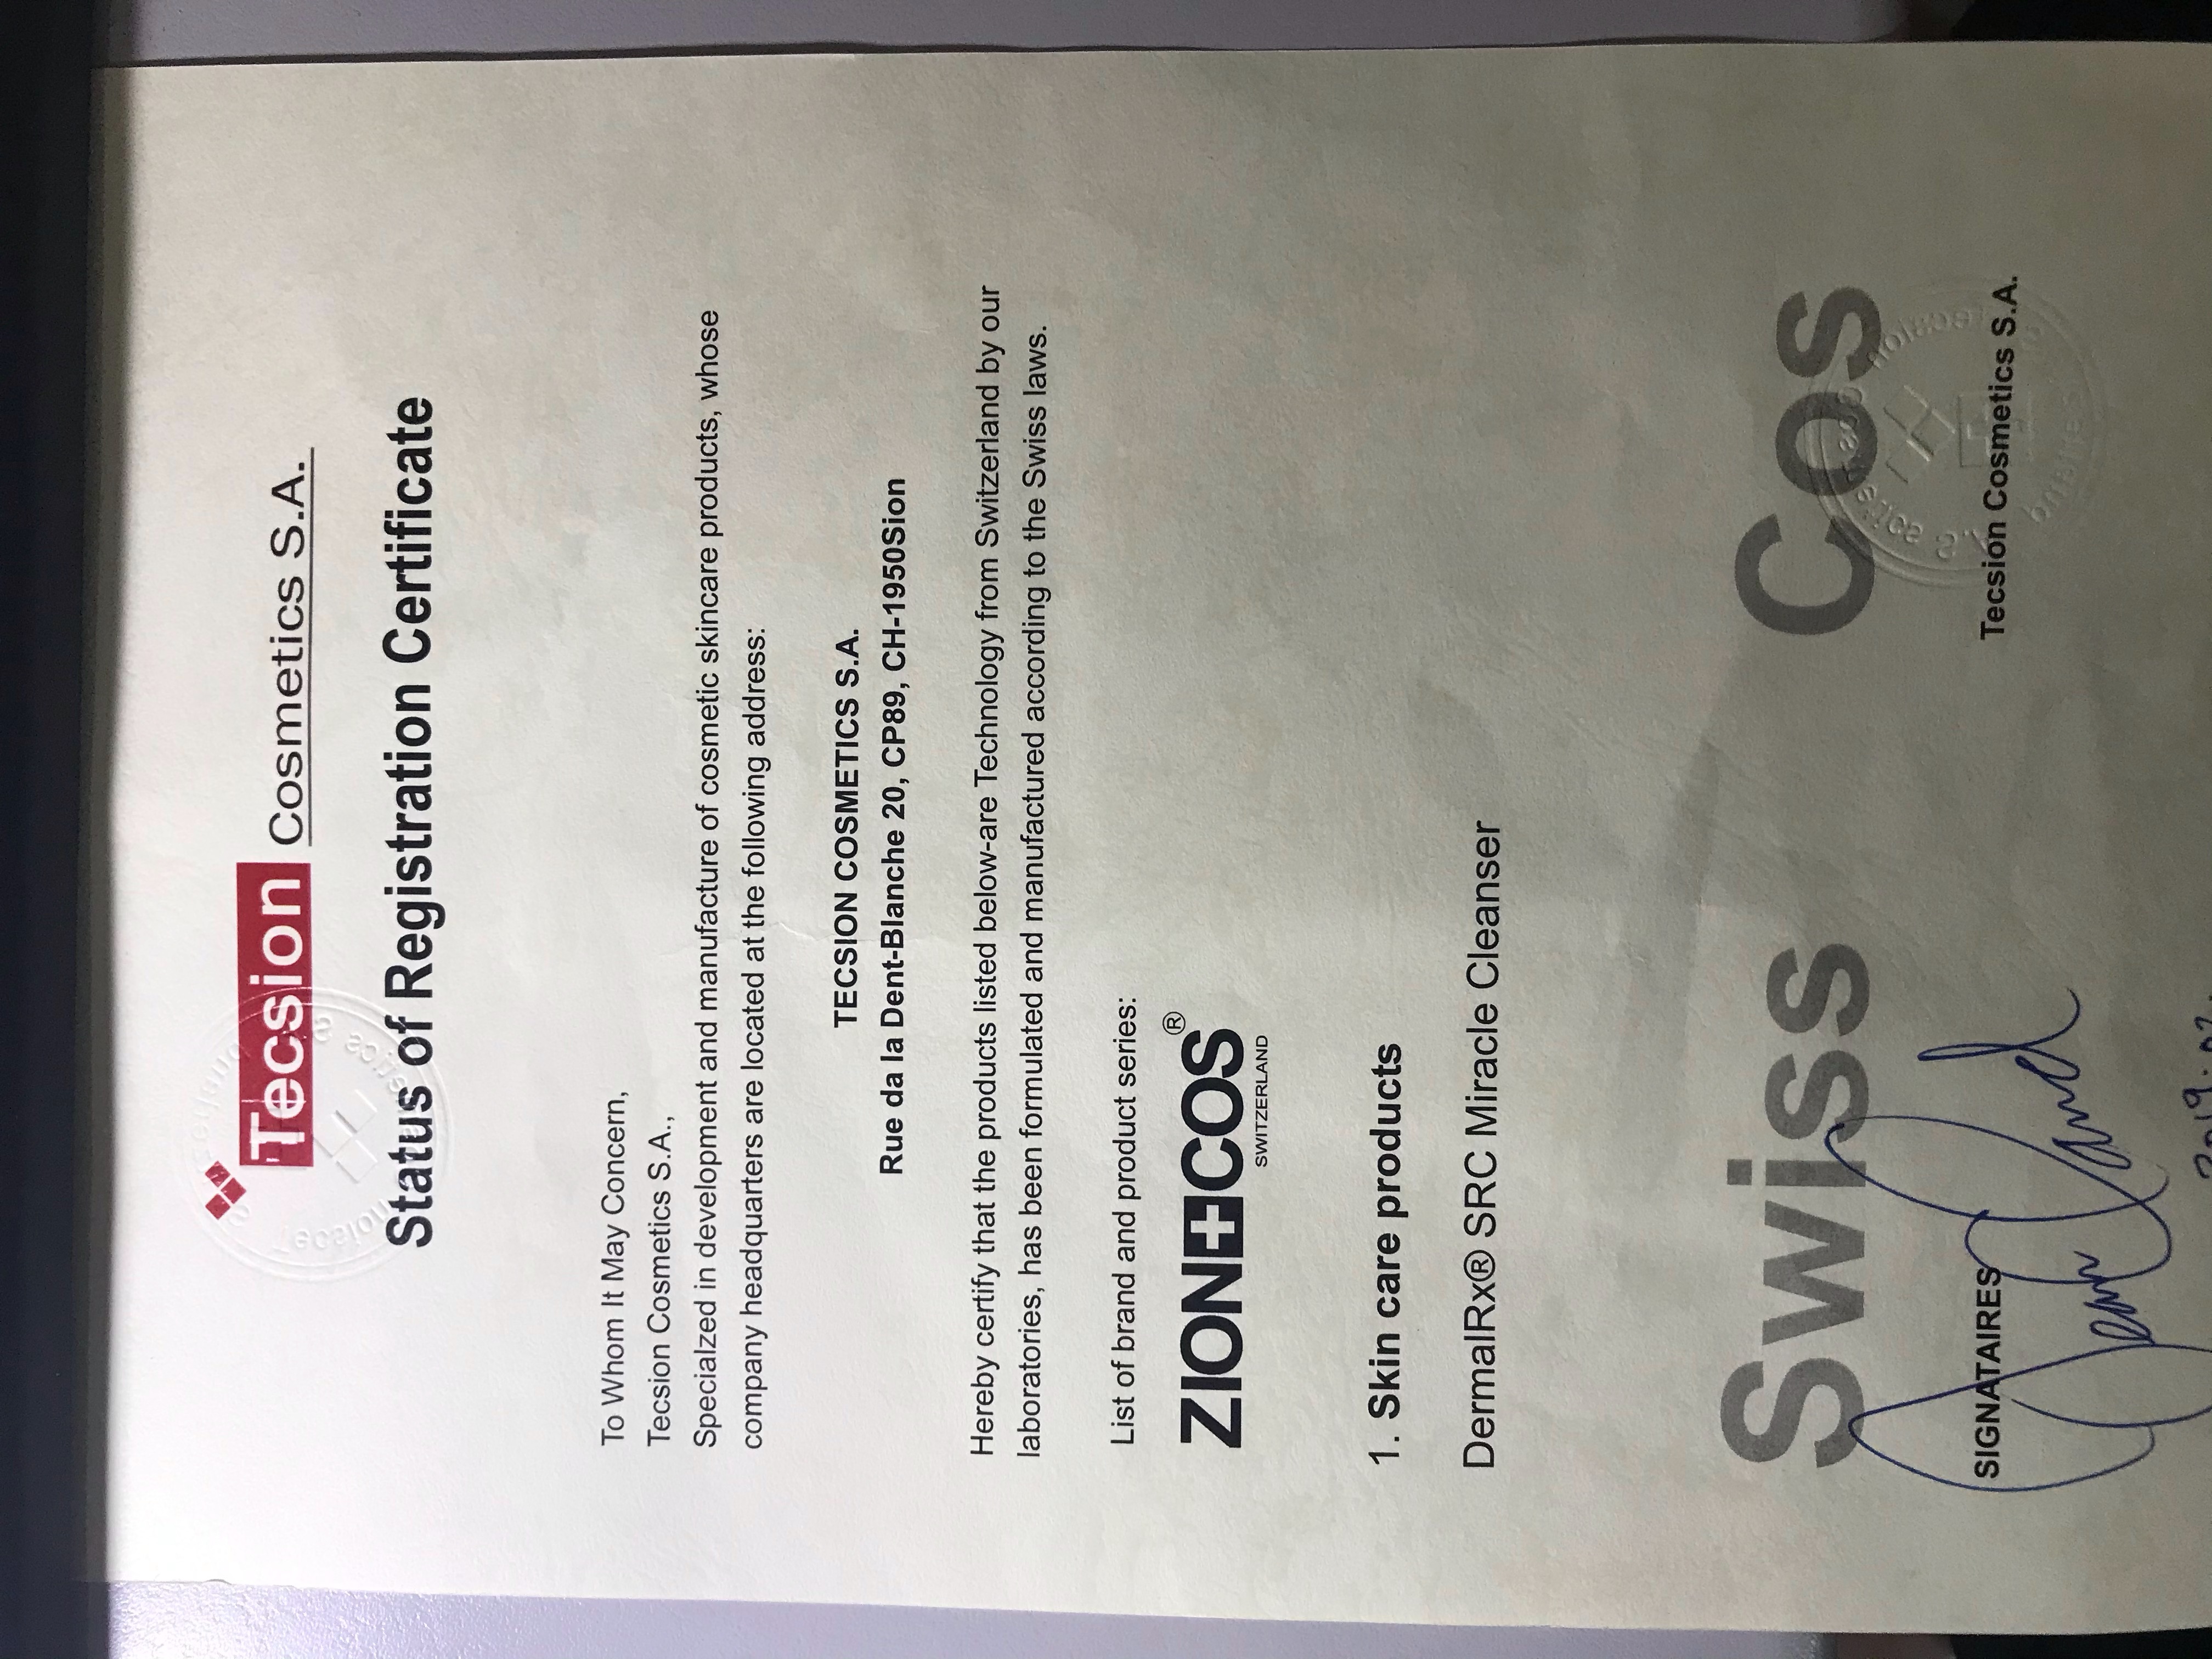 Tecsion Cosmetics S.A.
Status of Registration Certificate
To Whom It May Concern,
Tecsion Cosmetics S.A.,
Specialzed in development and manufacture of cosmetic skincare products, whose
company headquarters are located at the following address:
TECSION COSMETICS S.A.
Rue da la Dent-Blanche 20, CP89, CH-1950Sion
Hereby certify that the products listed below-are Technology from Switzerland by our
laboratories, has been formulated and manufactured according to the Swiss laws.
List of brand and product series:
ZION COS®
SWITZERLAND
1. Skin care products
DermalRx® SRC Miracle Cleanser
Swiss Cos
SIGNATAIRES
Tecsion Cosmetics S.A.